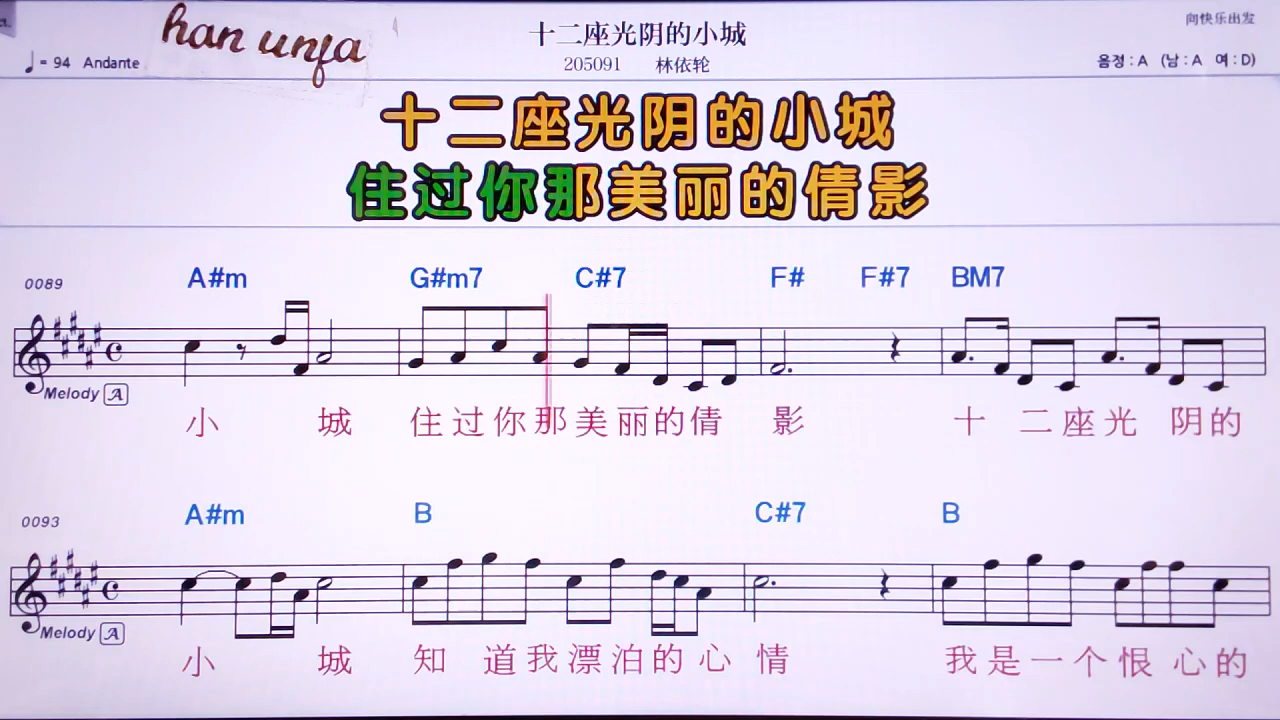 han unfa
十二座光阴的小城
向快乐出发
♩= 94 Andante
205091 林依轮
음정 : A (남 : A 여 : D)
十二座光阴的小城
住过你那美丽的倩影
0089 A#m G#m7 C#7 F# F#7 BM7
Melody A
小 城 住过你那美丽的倩 影 十 二座光 阴的
0093 A#m B C#7 B
Melody A
小 城 知 道我漂泊的心 情 我是一个恨 心的